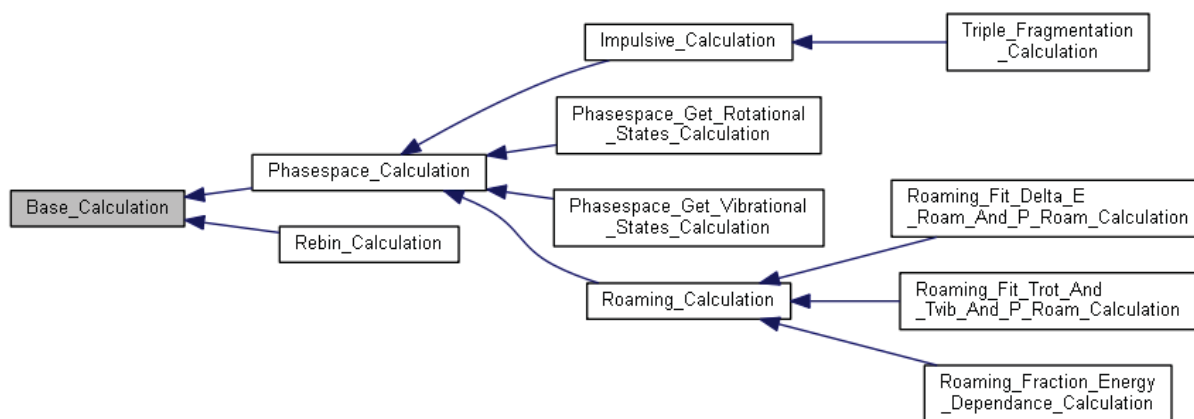 Impulsive_Calculation
Triple_Fragmentation
_Calculation
Phasespace_Get_Rotational
_States_Calculation
Phasespace_Calculation
Base_Calculation
Rebin_Calculation
Phasespace_Get_Vibrational
_States_Calculation
Roaming_Fit_Delta_E
_Roam_And_P_Roam_Calculation
Roaming_Calculation
Roaming_Fit_Trot_And
_Tvib_And_P_Roam_Calculation
Roaming_Fraction_Energy
_Dependance_Calculation